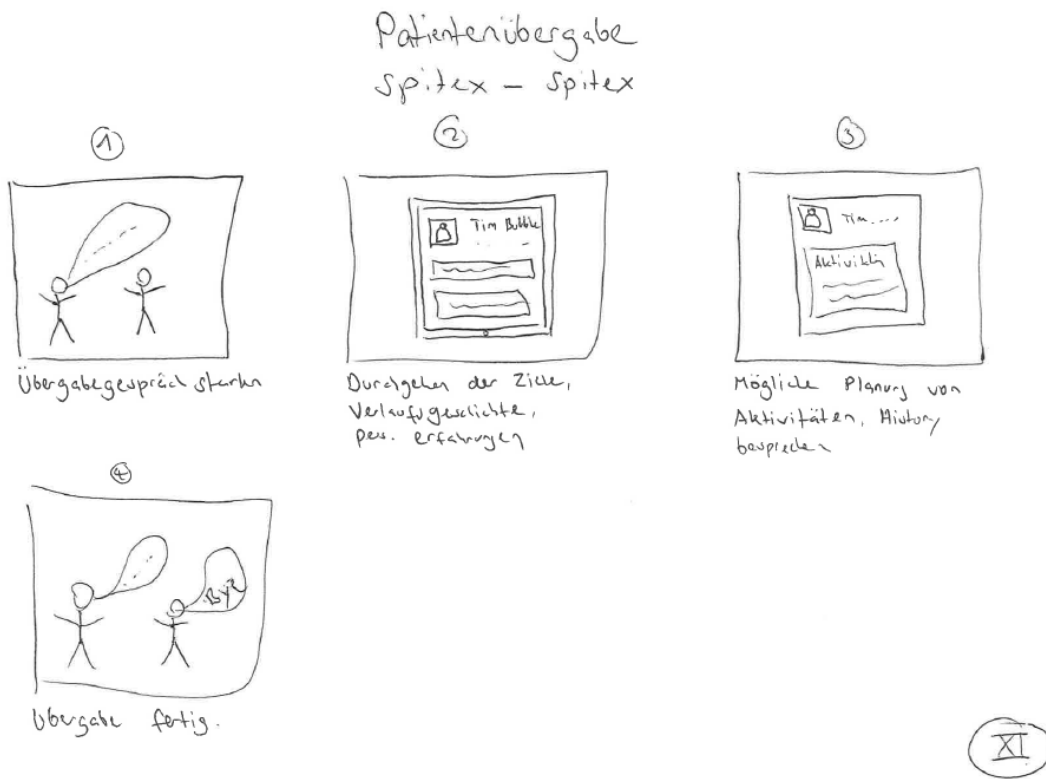 Patientenübergabe
Spitex – Spitex
1
2
3
Tim Bubble
Tim....
Aktivität
Übergabegespräch starten
Durchgehen der Ziele,
Verlaufsgeschichte,
pers. erfahrungen
Mögliche Planung von
Aktivitäten, History
besprechen
4
Bye
Übergabe fertig.
XI